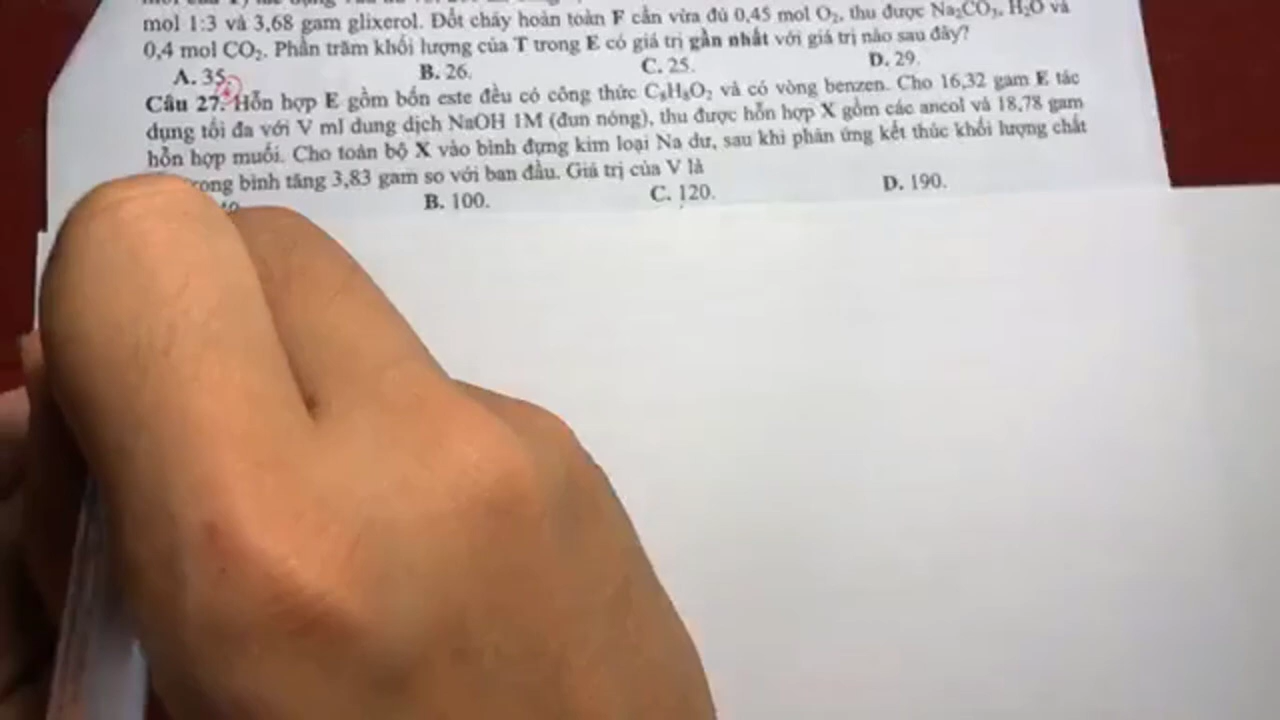 mol 1:3 và 3,68 gam glixerol. Đốt cháy hoàn toàn F cần vừa đủ 0,45 mol O₂, thu được Na₂CO₃, H₂O và
0,4 mol CO₂. Phần trăm khối lượng của T trong E có giá trị gần nhất với giá trị nào sau đây?
A. 35. B. 26. C. 25. D. 29.
Câu 27. Hỗn hợp E gồm bốn este đều có công thức C₈H₈O₂ và có vòng benzen. Cho 16,32 gam E tác
dụng tối đa với V ml dung dịch NaOH 1M (đun nóng), thu được hỗn hợp X gồm các ancol và 18,78 gam
hỗn hợp muối. Cho toàn bộ X vào bình đựng kim loại Na dư, sau khi phản ứng kết thúc khối lượng chất
rong bình tăng 3,83 gam so với ban đầu. Giá trị của V là
B. 100. C. 120. D. 190.